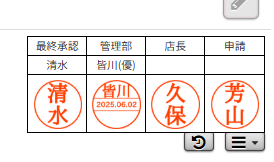 最終承認 管理部 店長 申請
清水 皆川(優)
清水 皆川 2025.06.02 久保 芳山